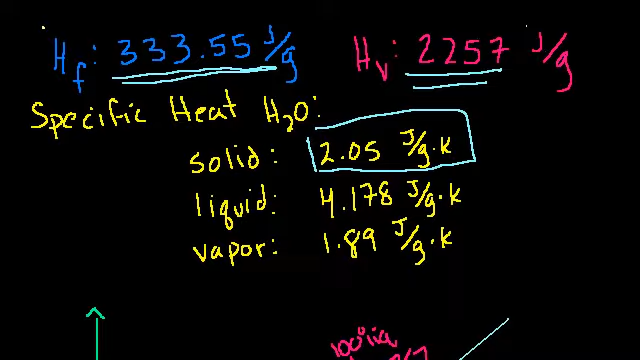 Hf: 333.55 J/g Hv: 2257 J/g
Specific Heat H₂O:
solid: 2.05 J/g·k
liquid: 4.178 J/g·k
vapor: 1.89 J/g·k